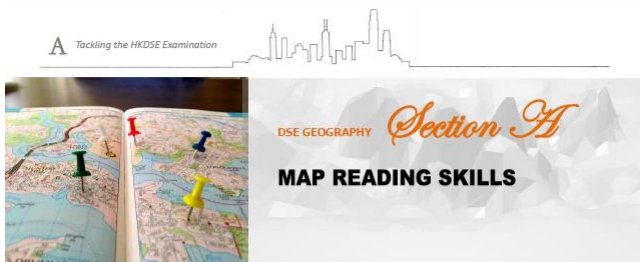 A Tackling the HKDSE Examination
DSE GEOGRAPHY Section A
MAP READING SKILLS